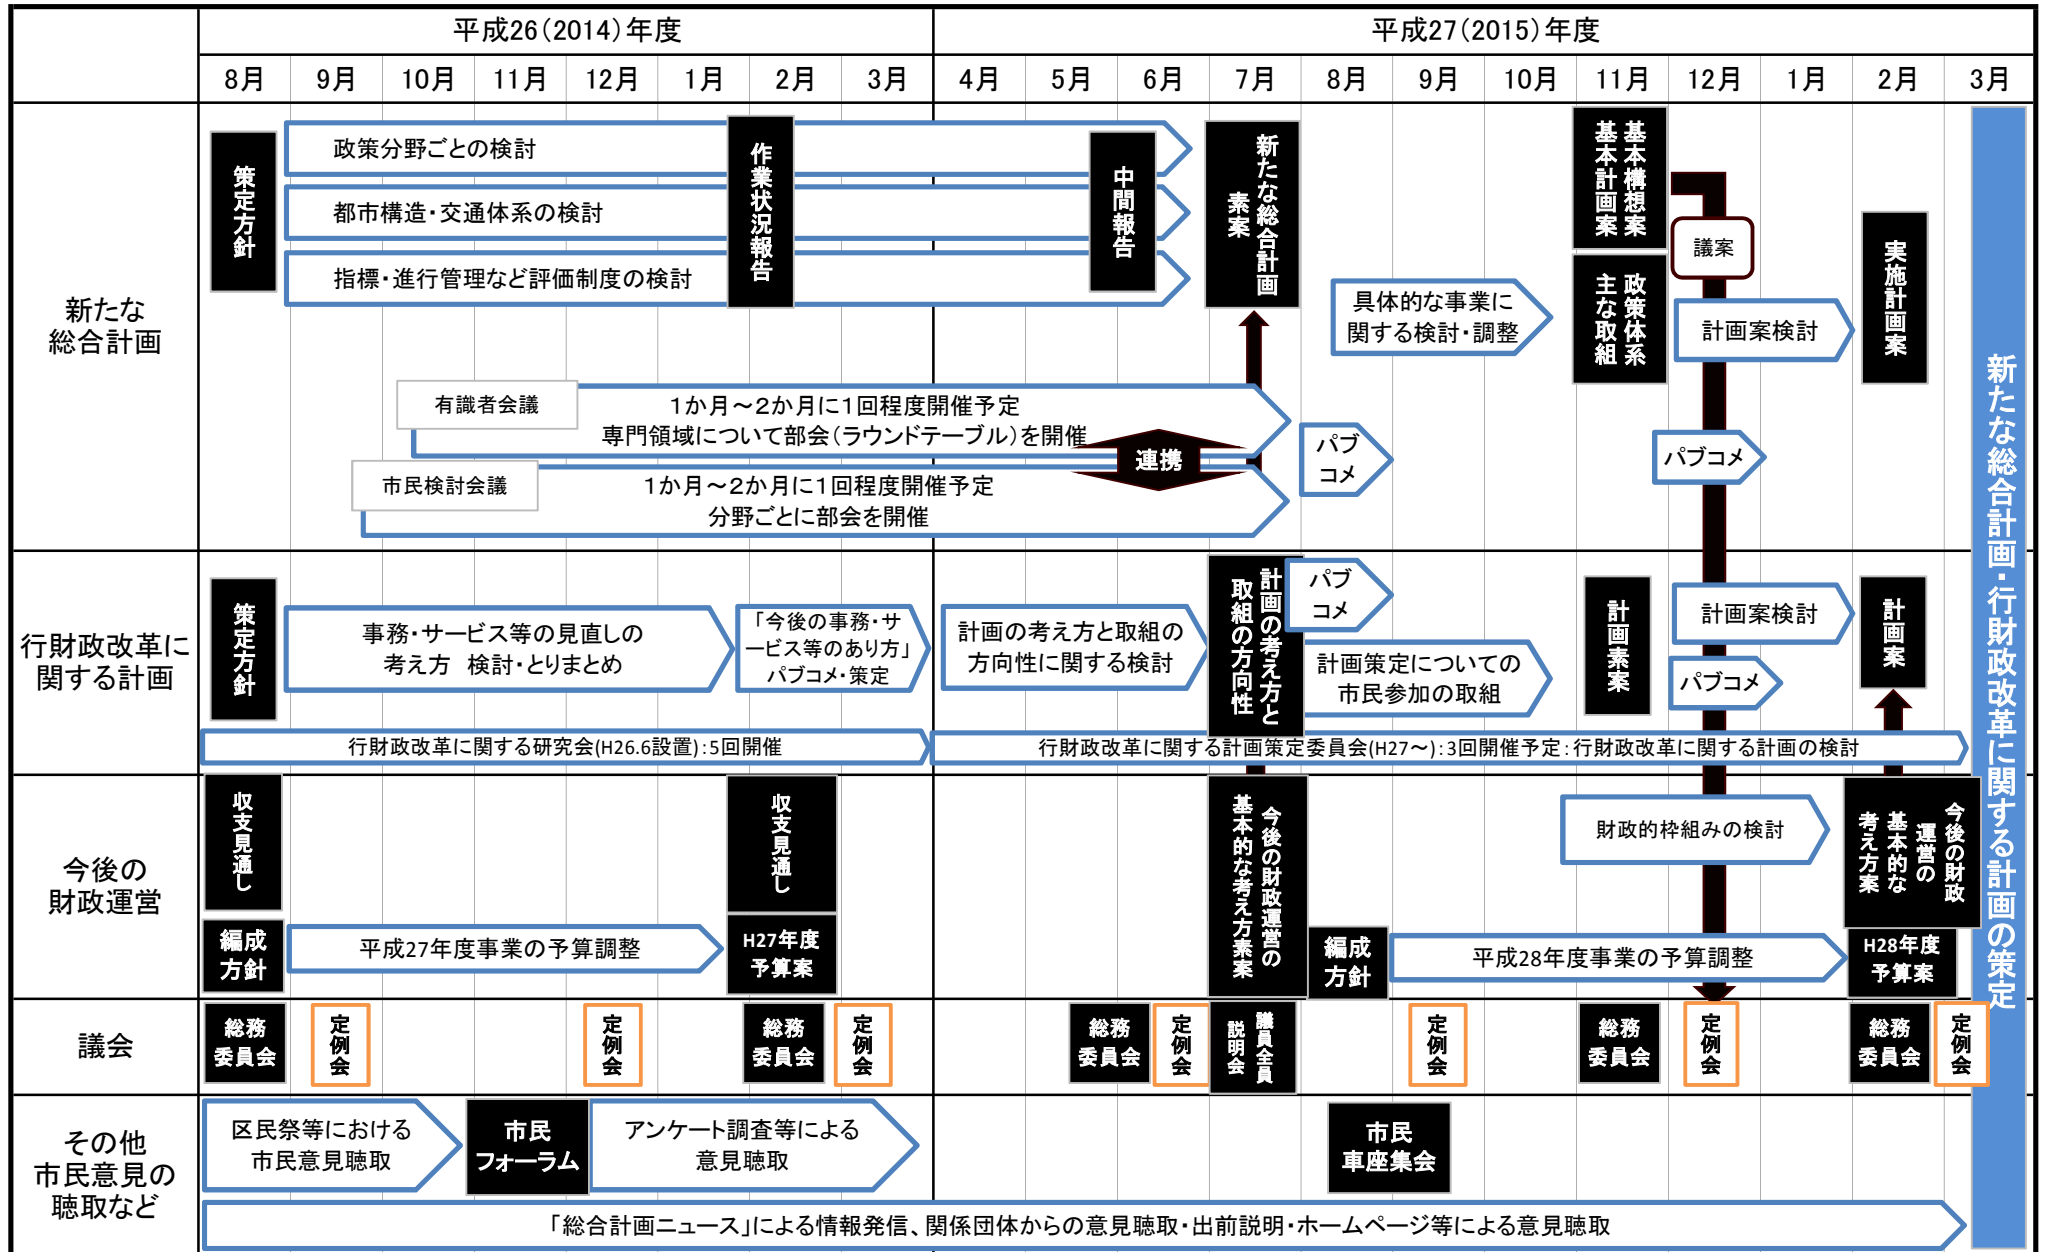 平成26（2014）年度
平成27（2015）年度
8月
9月
10月
11月
12月
1月
2月
3月
4月
5月
6月
7月
8月
9月
10月
11月
12月
1月
2月
3月
新たな
総合計画
策定方針
政策分野ごとの検討
都市構造・交通体系の検討
指標・進行管理など評価制度の検討
作業状況報告
中間報告
新たな総合計画
素案
具体的な事業に
関する検討・調整
基本構想案
基本計画案
政策体系
主な取組
議案
計画案検討
実施計画案
有識者会議
１か月～２か月に１回程度開催予定
専門領域について部会（ラウンドテーブル）を開催
連携
市民検討会議
１か月～２か月に１回程度開催予定
分野ごとに部会を開催
パブ
コメ
パブコメ
行財政改革に
関する計画
策定方針
事務・サービス等の見直しの
考え方　検討・とりまとめ
「今後の事務・サ
ービス等のあり方」
パブコメ・策定
計画の考え方と取組の
方向性に関する検討
計画の考え方と
取組の方向性
パブ
コメ
計画策定についての
市民参加の取組
計画素案
計画案検討
パブコメ
計画案
行財政改革に関する研究会(H26.6設置)：5回開催
行財政改革に関する計画策定委員会(H27～)：3回開催予定：行財政改革に関する計画の検討
今後の
財政運営
収支見通し
編成
方針
平成27年度事業の予算調整
収支見通し
H27年度
予算案
今後の財政運営の
基本的な考え方素案
編成
方針
財政的枠組みの検討
平成28年度事業の予算調整
今後の財政
運営の
基本的な
考え方案
H28年度
予算案
新たな総合計画・行財政改革に関する計画の策定
議会
総務
委員会
定例会
定例会
総務
委員会
定例会
総務
委員会
定例会
議員全員
説明会
定例会
総務
委員会
定例会
総務
委員会
定例会
その他
市民意見の
聴取など
区民祭等における
市民意見聴取
市民
フォーラム
アンケート調査等による
意見聴取
市民
車座集会
「総合計画ニュース」による情報発信、関係団体からの意見聴取・出前説明・ホームページ等による意見聴取